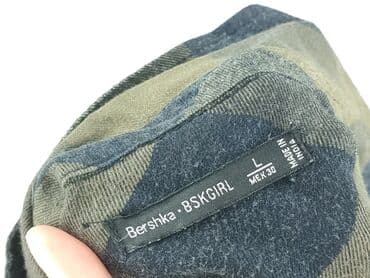 Bershka • BSKGIRL
L
MEX 30
MADE IN
INDIA